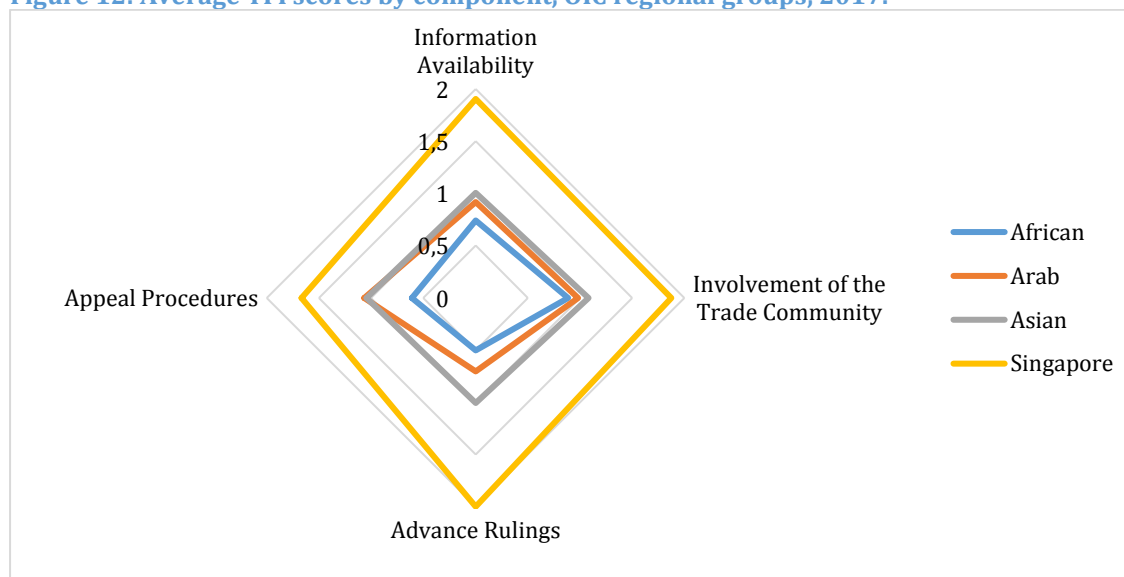 Information
Availability
2
1,5
1
0,5
0
Appeal Procedures
Involvement of the
Trade Community
Advance Rulings
African
Arab
Asian
Singapore